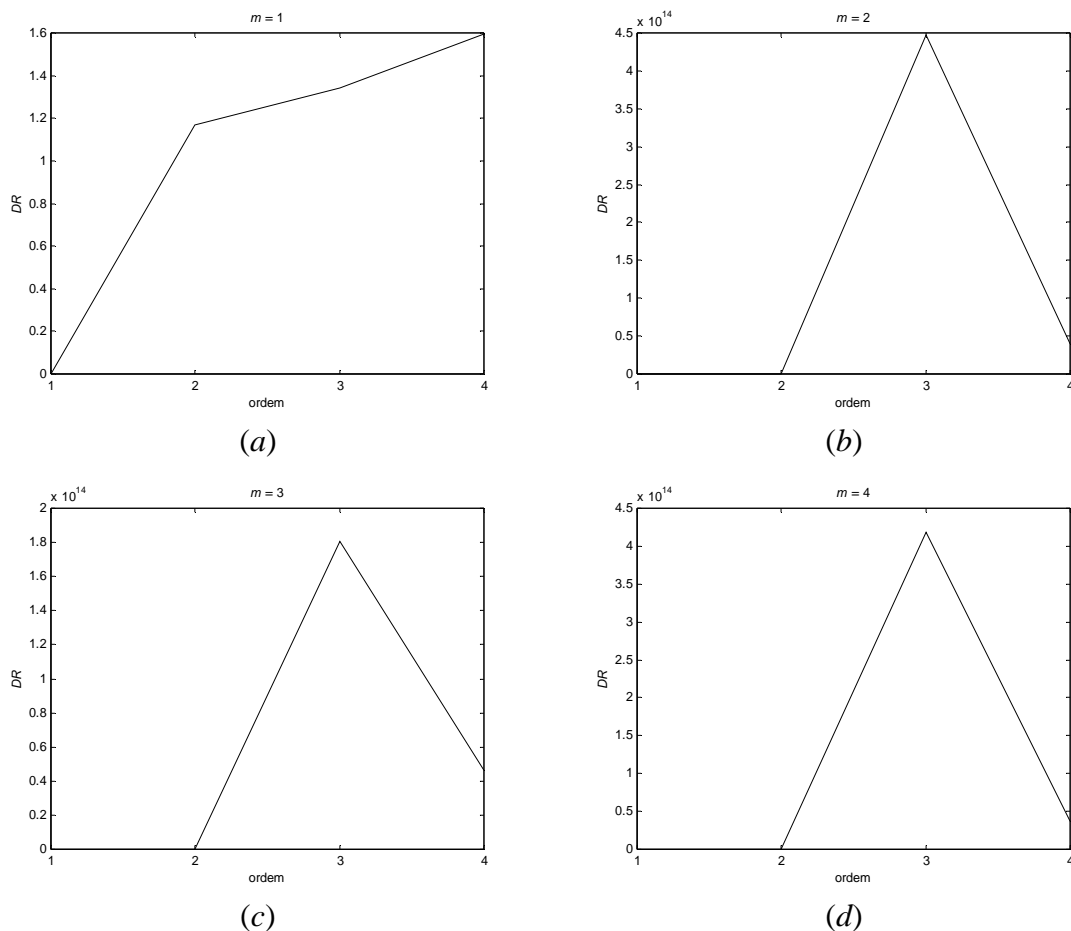 m = 1
1.6
1.4
1.2
1
0.8
0.6
0.4
0.2
0
DR
1 2 3 4
ordem
(a)
x 10^14
m = 2
4.5
4
3.5
3
2.5
2
1.5
1
0.5
0
DR
1 2 3 4
ordem
(b)
x 10^14
m = 3
2
1.8
1.6
1.4
1.2
1
0.8
0.6
0.4
0.2
0
DR
1 2 3 4
ordem
(c)
x 10^14
m = 4
4.5
4
3.5
3
2.5
2
1.5
1
0.5
0
DR
1 2 3 4
ordem
(d)